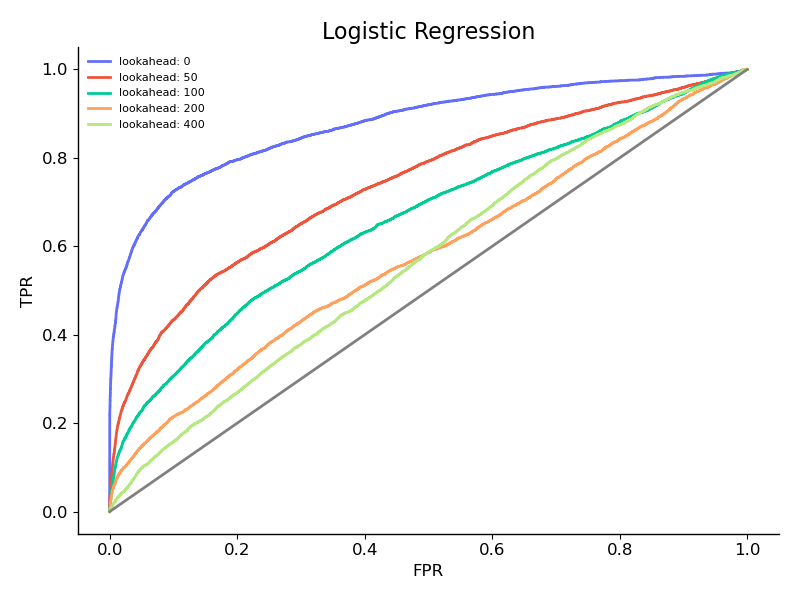 Logistic Regression
lookahead: 0
lookahead: 50
lookahead: 100
lookahead: 200
lookahead: 400
1.0
0.8
0.6
0.4
0.2
0.0
TPR
0.0 0.2 0.4 0.6 0.8 1.0
FPR